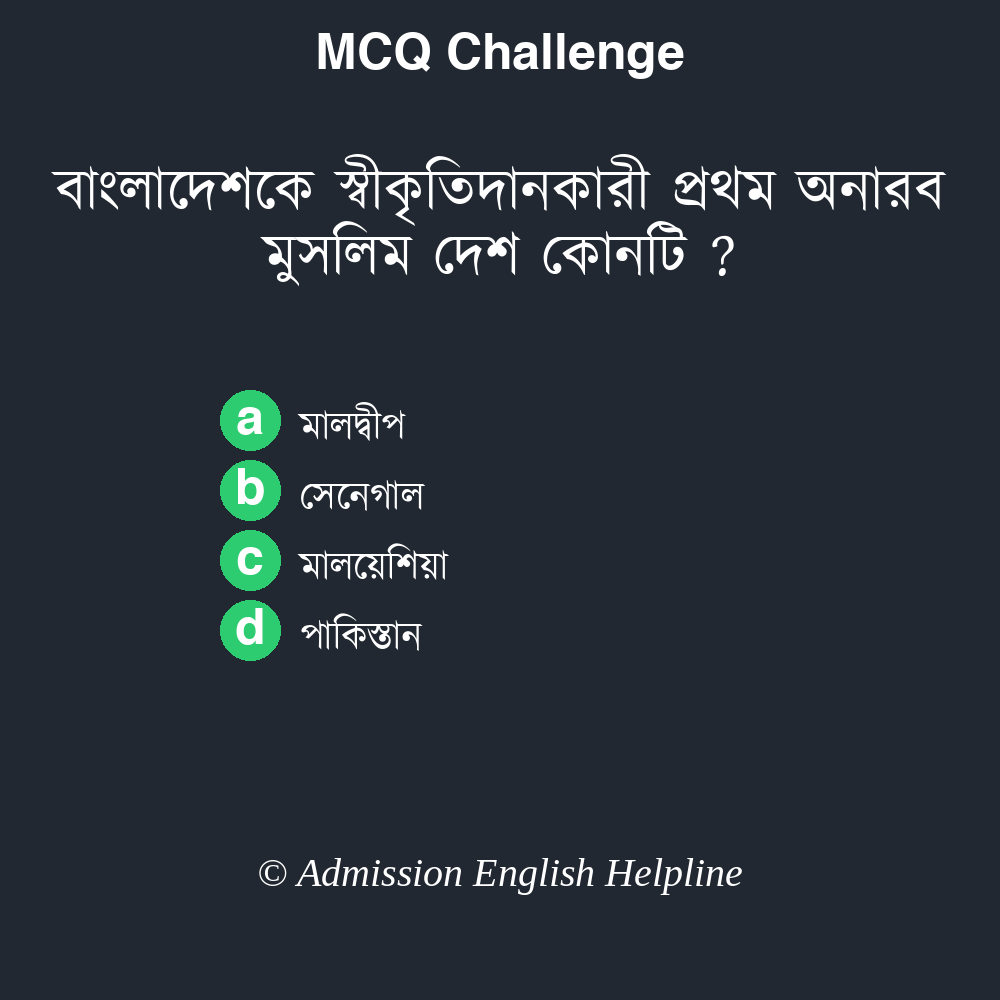 MCQ Challenge
বাংলাদেশকে স্বীকৃতিদানকারী প্রথম অনারব
মুসলিম দেশ কোনটি ?
a মালদ্বীপ
b সেনেগাল
c মালয়েশিয়া
d পাকিস্তান
© Admission English Helpline